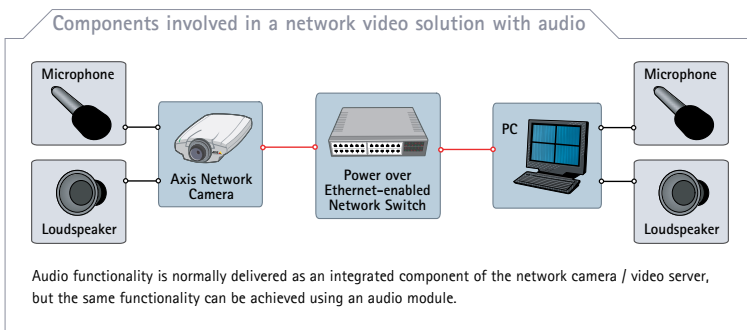 Components involved in a network video solution with audio
Microphone
Loudspeaker
Axis Network
Camera
Power over
Ethernet-enabled
Network Switch
PC
Microphone
Loudspeaker
Audio functionality is normally delivered as an integrated component of the network camera / video server,
but the same functionality can be achieved using an audio module.